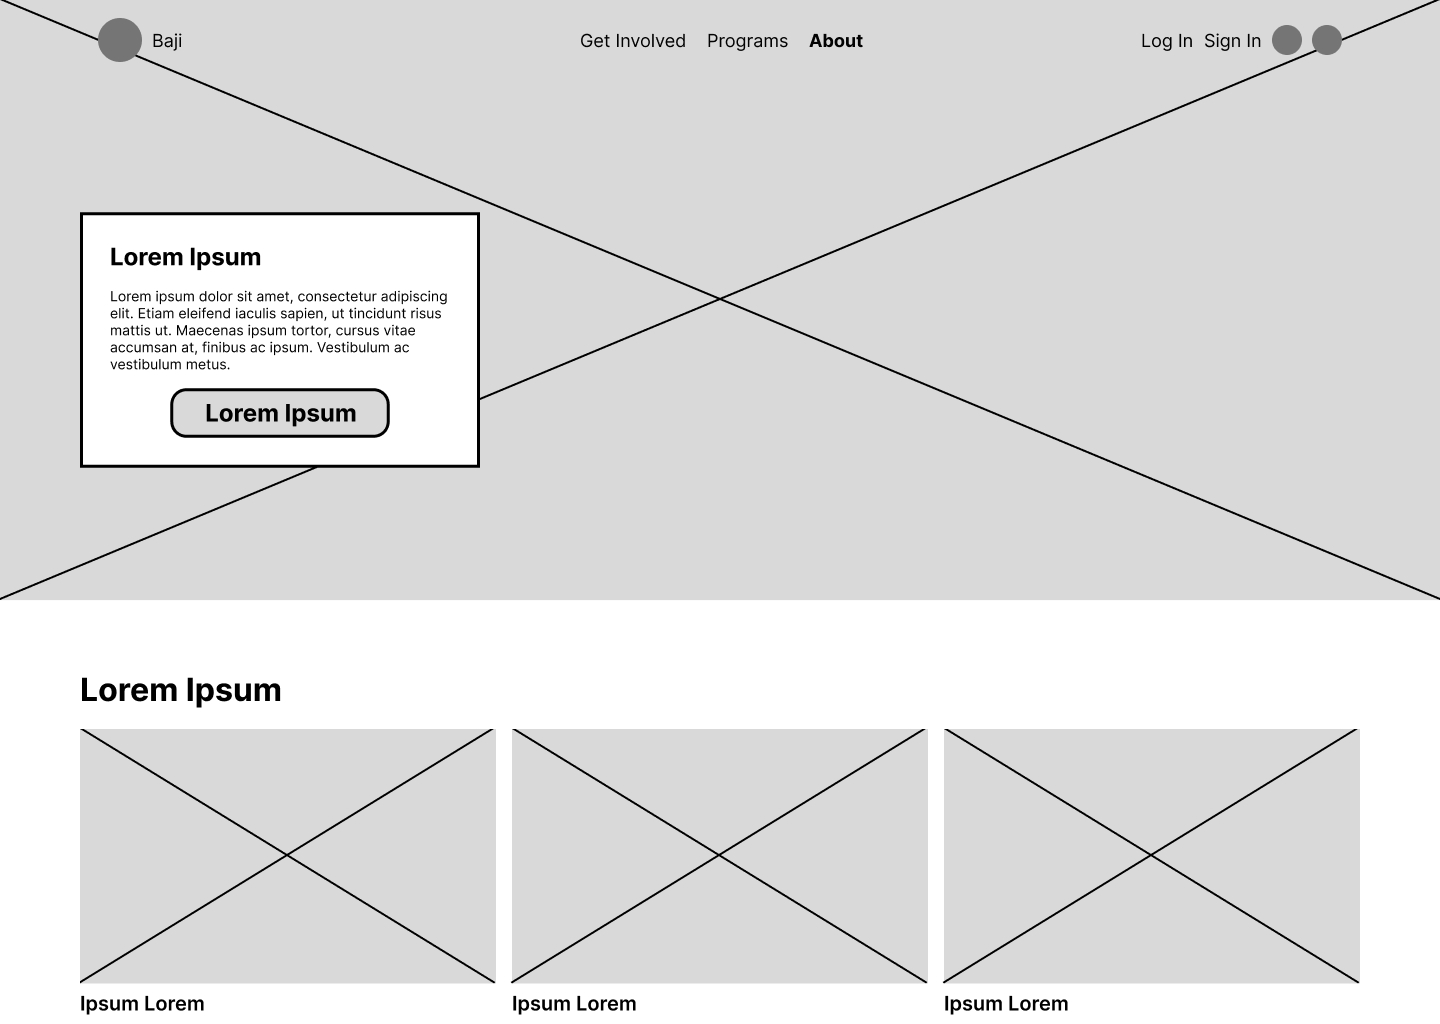 Baji
Get Involved Programs About
Log In Sign In
Lorem Ipsum
Lorem ipsum dolor sit amet, consectetur adipiscing
elit. Etiam eleifend iaculis sapien, ut tincidunt risus
mattis ut. Maecenas ipsum tortor, cursus vitae
accumsan at, finibus ac ipsum. Vestibulum ac
vestibulum metus.
Lorem Ipsum
Lorem Ipsum
Ipsum Lorem
Ipsum Lorem
Ipsum Lorem